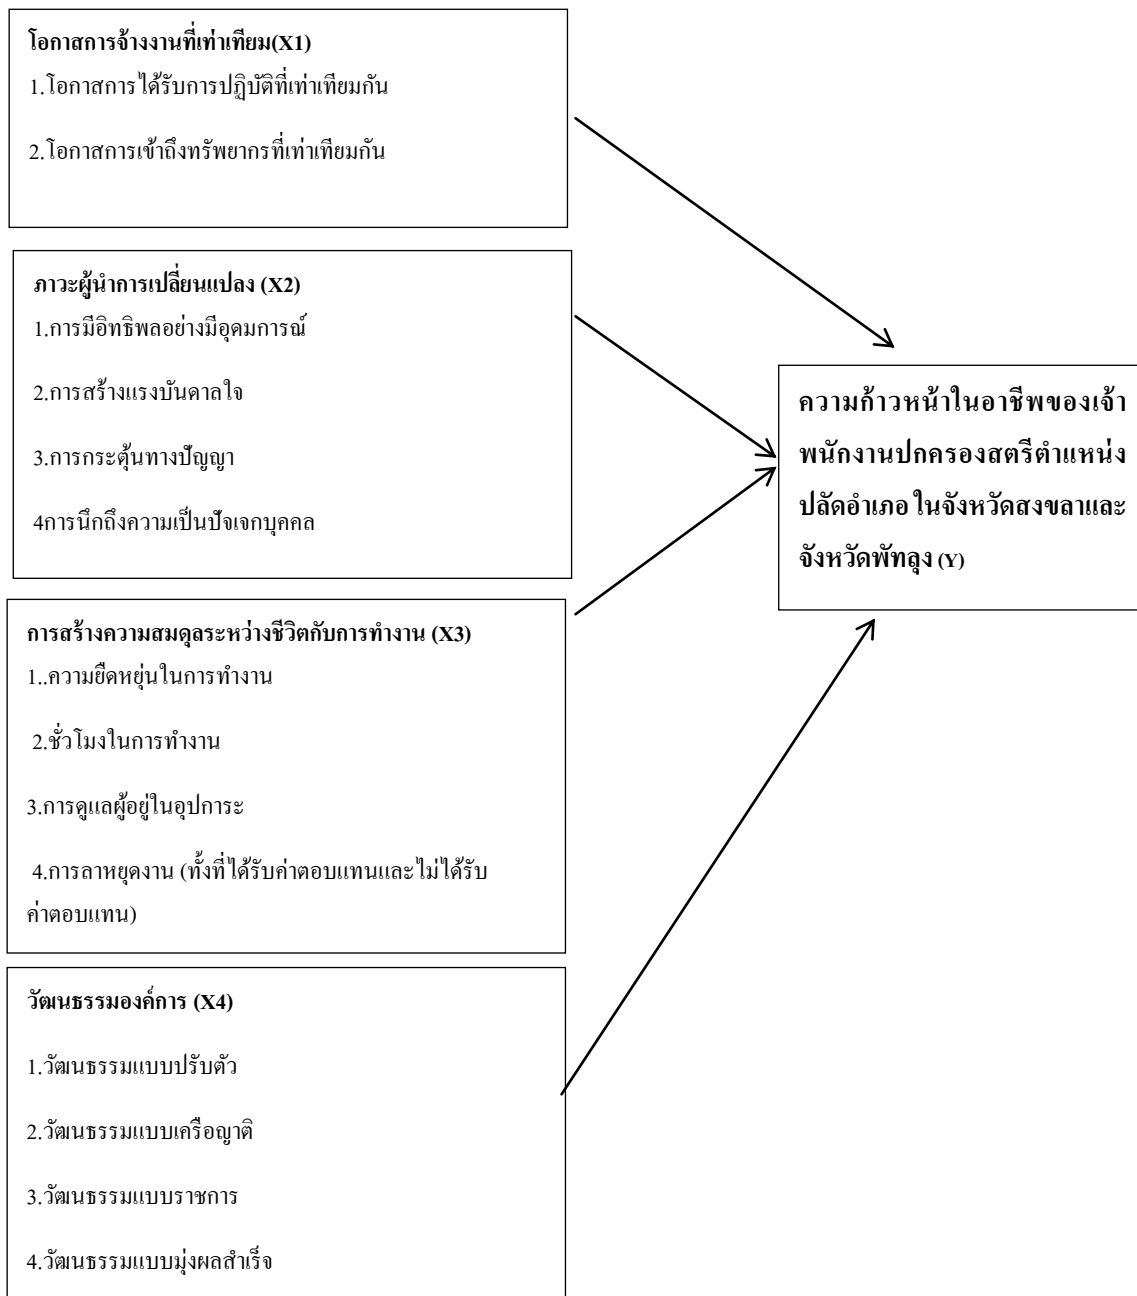 โอกาสการจ้างงานที่เท่าเทียม(X1)
1.โอกาสการได้รับการปฏิบัติที่เท่าเทียมกัน
2.โอกาสการเข้าถึงทรัพยากรที่เท่าเทียมกัน
ภาวะผู้นำการเปลี่ยนแปลง (X2)
1.การมีอิทธิพลอย่างมีอุดมการณ์
2.การสร้างแรงบันดาลใจ
3.การกระตุ้นทางปัญญา
4การนึกถึงความเป็นปัจเจกบุคคล
การสร้างความสมดุลระหว่างชีวิตกับการทำงาน (X3)
1..ความยืดหยุ่นในการทำงาน
2.ชั่วโมงในการทำงาน
3.การดูแลผู้อยู่ในอุปการะ
4.การลาหยุดงาน (ทั้งที่ได้รับค่าตอบแทนและไม่ได้รับ
ค่าตอบแทน)
วัฒนธรรมองค์การ (X4)
1.วัฒนธรรมแบบปรับตัว
2.วัฒนธรรมแบบเครือญาติ
3.วัฒนธรรมแบบราชการ
4.วัฒนธรรมแบบมุ่งผลสำเร็จ
ความก้าวหน้าในอาชีพของเจ้า
พนักงานปกครองสตรีตำแหน่ง
ปลัดอำเภอ ในจังหวัดสงขลาและ
จังหวัดพัทลุง (Y)